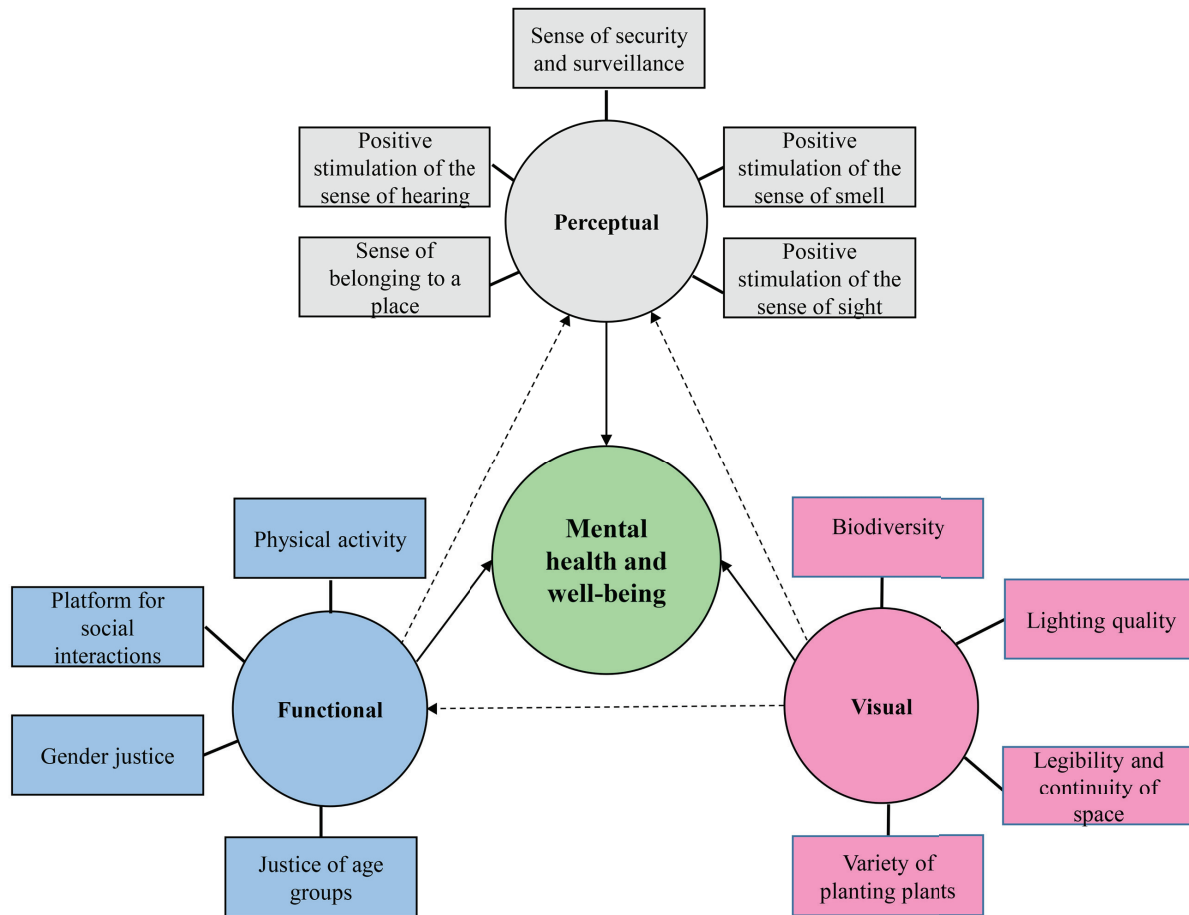 Sense of security
and surveillance
Positive
stimulation of the
sense of hearing
Positive
stimulation of the
sense of smell
Perceptual
Sense of
belonging to a
place
Positive
stimulation of the
sense of sight
Mental
health and
well-being
Physical activity
Platform for
social
interactions
Functional
Gender justice
Justice of age
groups
Biodiversity
Lighting quality
Visual
Legibility and
continuity of
space
Variety of
planting plants